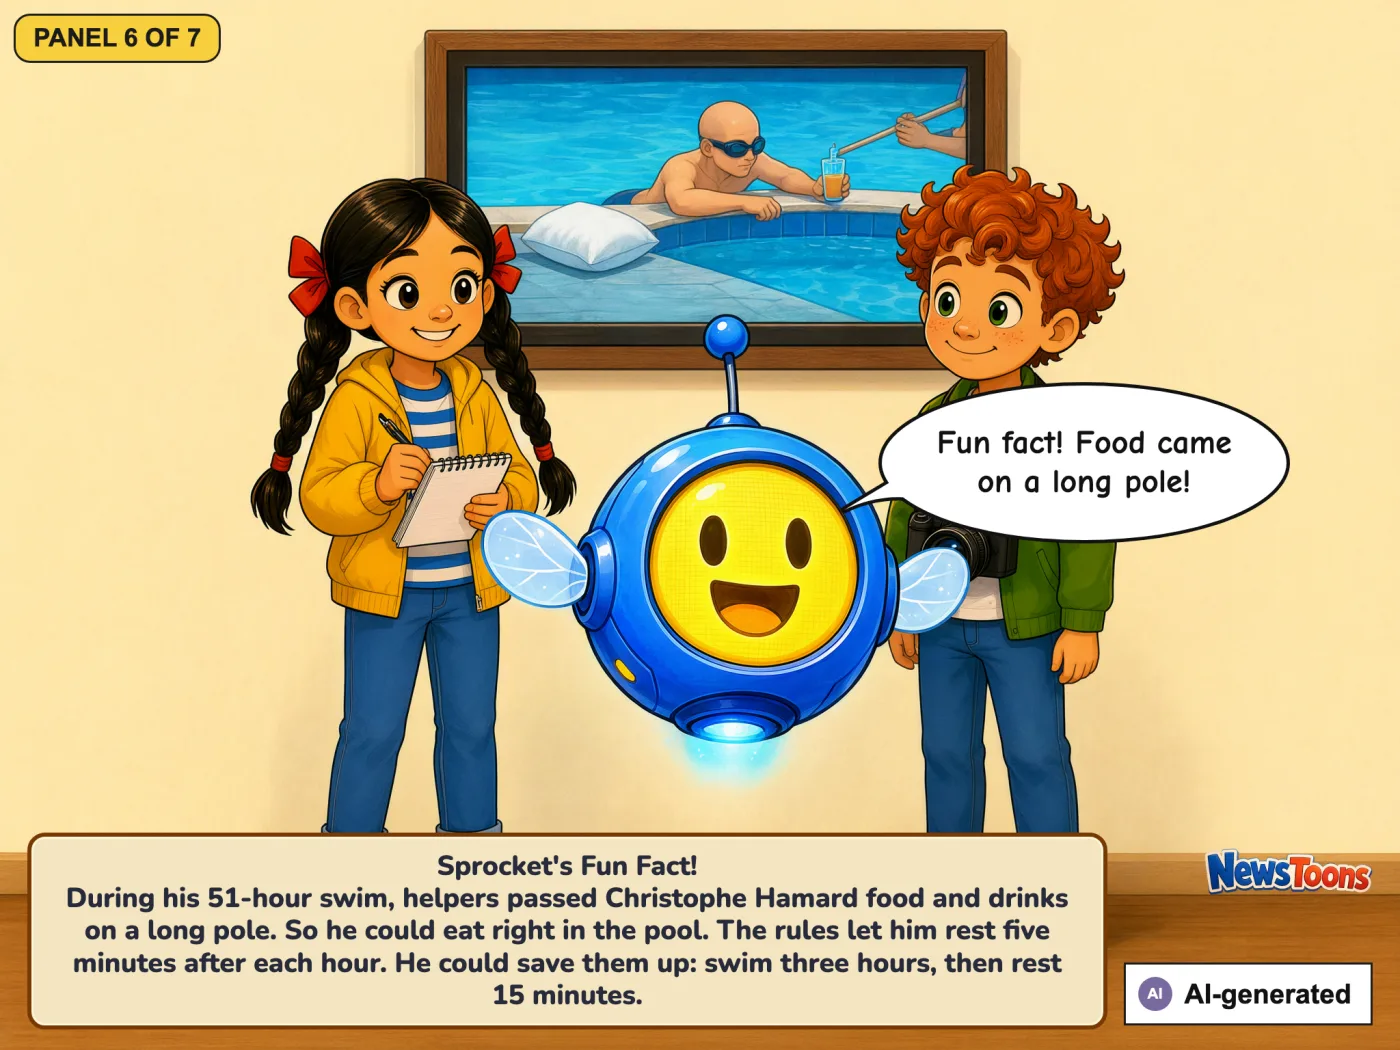 PANEL 6 OF 7
Fun fact! Food came
on a long pole!
Sprocket's Fun Fact!
During his 51-hour swim, helpers passed Christophe Hamard food and drinks
on a long pole. So he could eat right in the pool. The rules let him rest five
minutes after each hour. He could save them up: swim three hours, then rest
15 minutes.
NewsToons
AI AI-generated